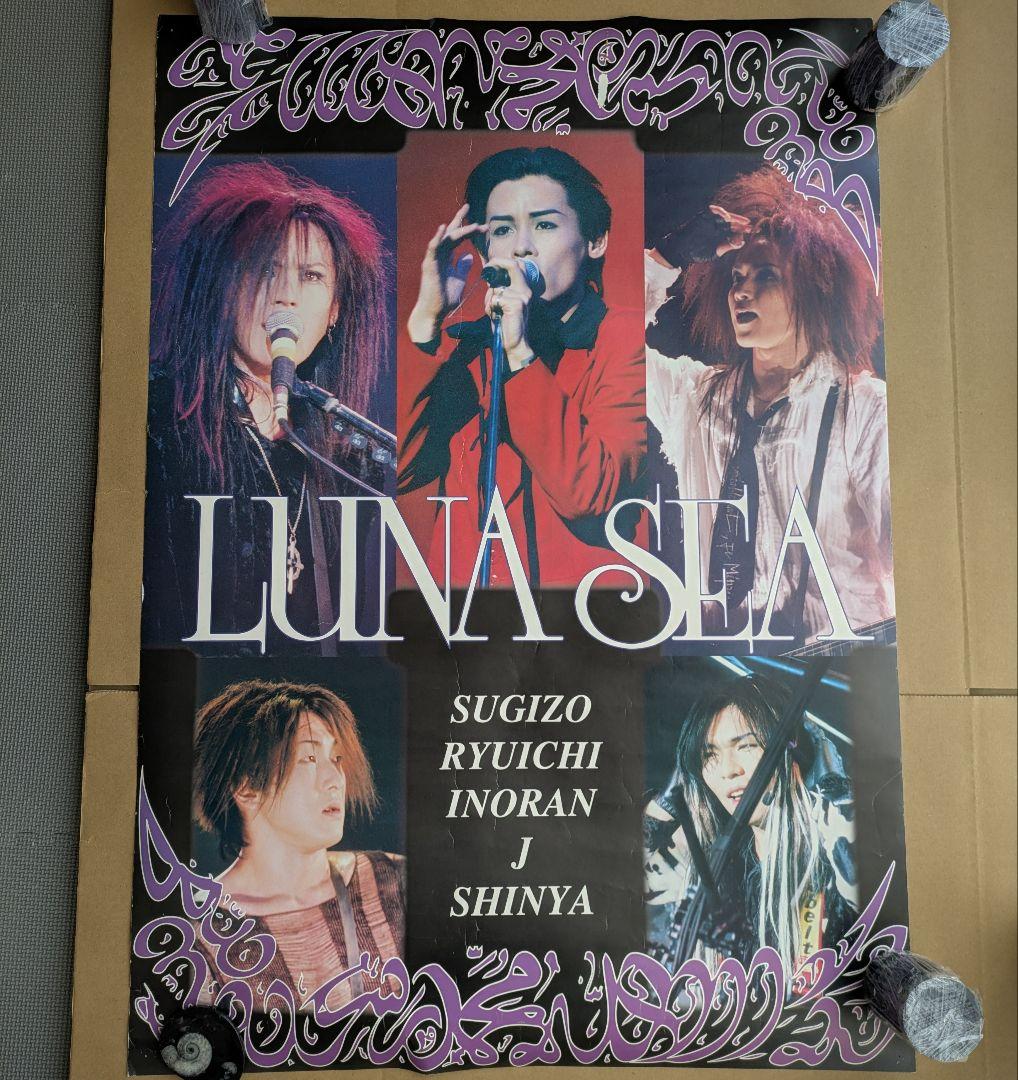 LUNA SEA
SUGIZO
RYUICHI
INORAN
J
SHINYA